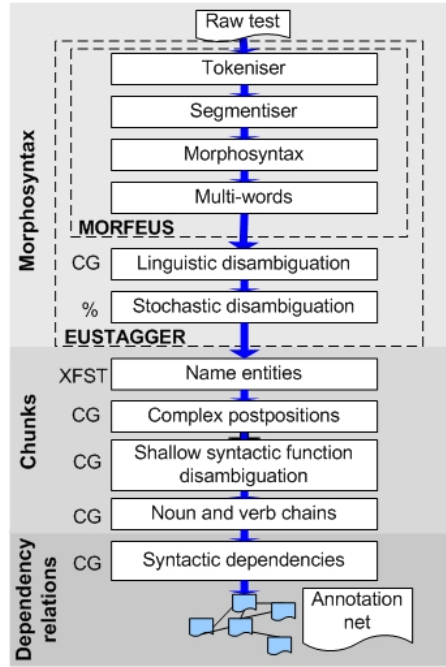 Raw test
Tokeniser
Segmentiser
Morphosyntax
Multi-words
MORFEUS
CG
Linguistic disambiguation
%
Stochastic disambiguation
EUSTAGGER
Morphosyntax
XFST
Name entities
CG
Complex postpositions
CG
Shallow syntactic function
disambiguation
CG
Noun and verb chains
Chunks
CG
Syntactic dependencies
Dependency
relations
Annotation
net